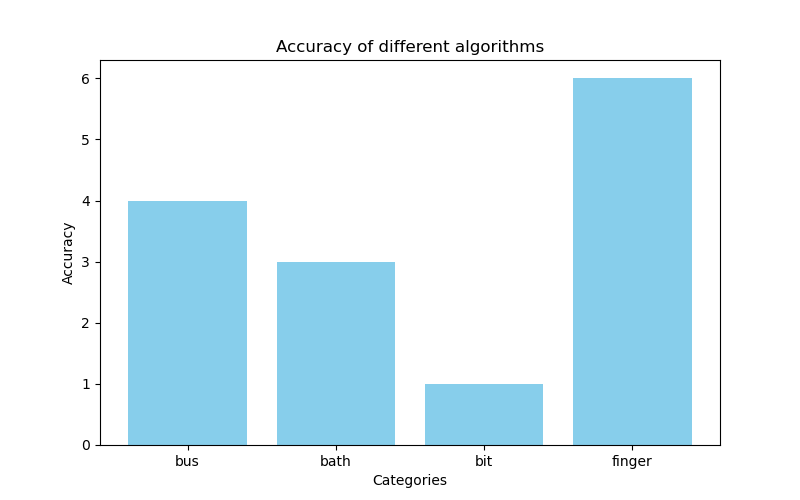 Accuracy of different algorithms
6
5
4
3
2
1
0
Accuracy
bus bath bit finger
Categories